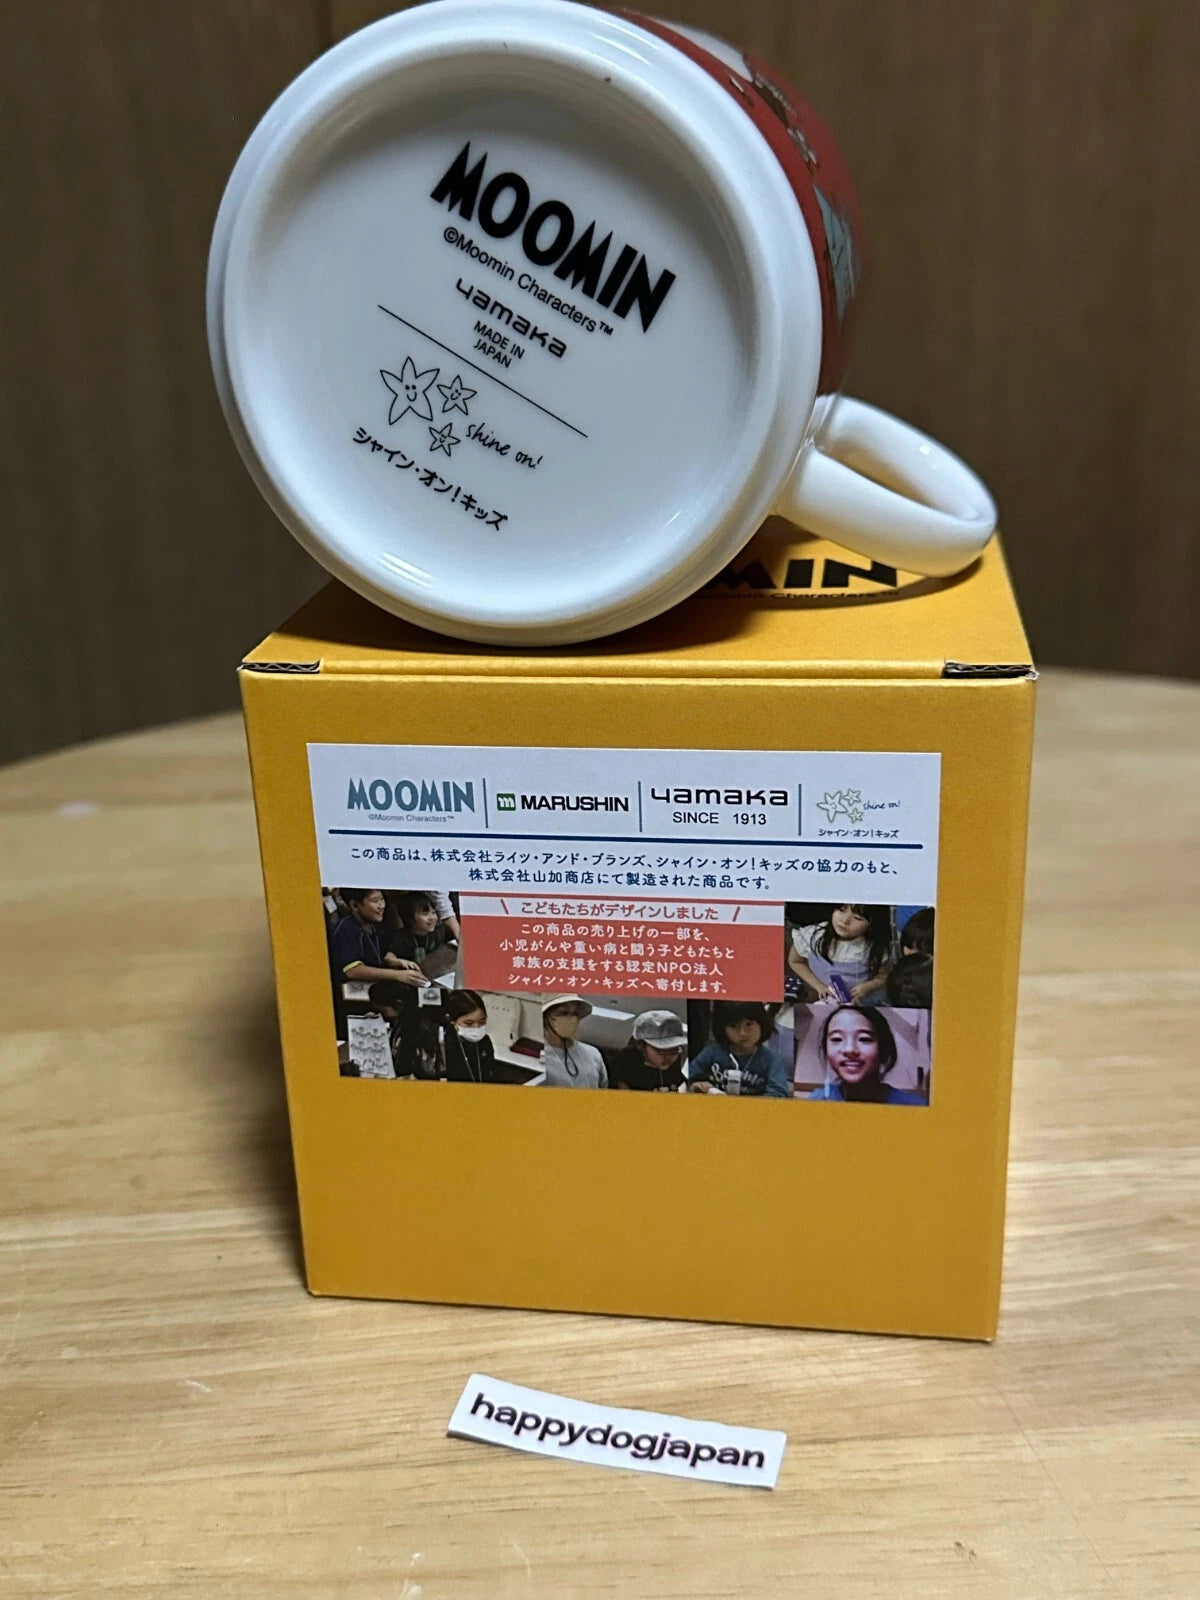 MOOMIN
©Moomin Characters™
yamaka
MADE IN
JAPAN
shine on!
シャイン・オン!キッズ
MIN
Characters™
MOOMIN
©Moomin Characters™
m MARUSHIN
yamaka
SINCE 1913
shine on!
シャイン・オン!キッズ
この商品は、株式会社ライツ・アンド・ブランズ、シャイン・オン!キッズの協力のもと、
株式会社山加商店にて製造された商品です。
\ こどもたちがデザインしました /
この商品の売り上げの一部を、
小児がんや重い病と闘う子どもたちと
家族の支援をする認定NPO法人
シャイン・オン・キッズへ寄付します。
happydogjapan